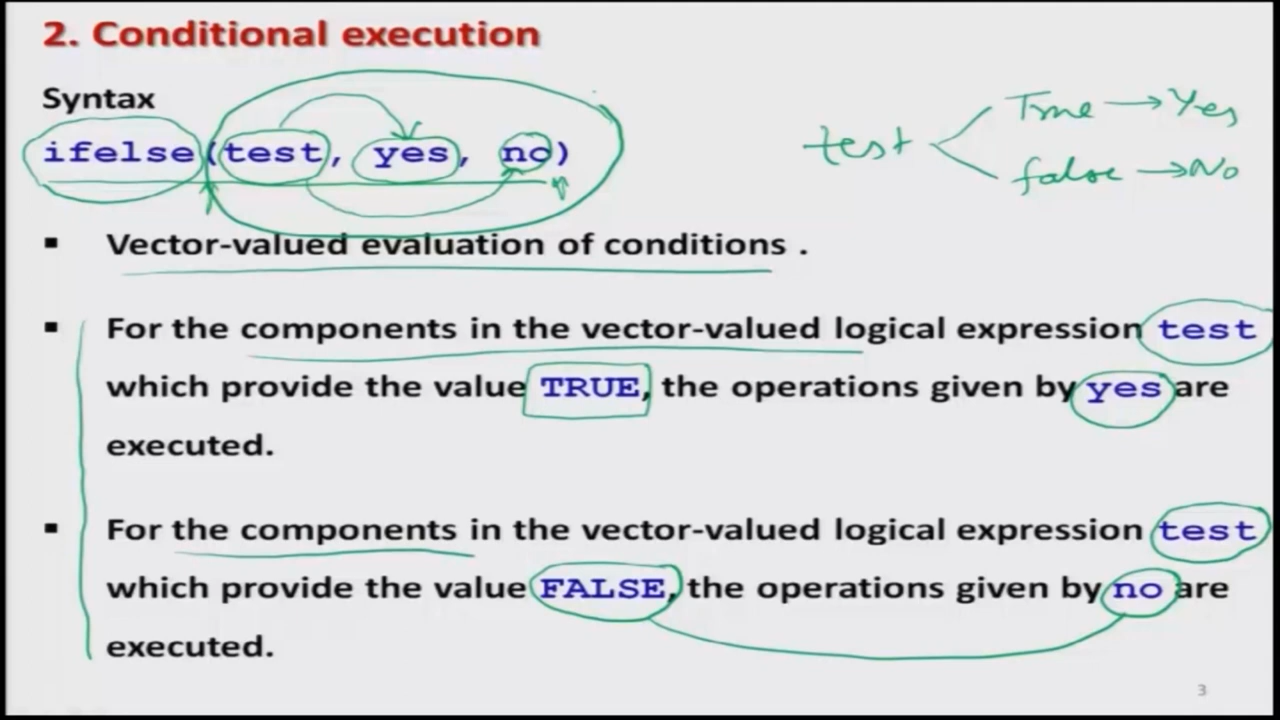 2. Conditional execution
Syntax
ifelse(test, yes, no)
test
True → Yes
false → No
▪ Vector-valued evaluation of conditions .
▪ For the components in the vector-valued logical expression test
which provide the value TRUE, the operations given by yes are
executed.
▪ For the components in the vector-valued logical expression test
which provide the value FALSE, the operations given by no are
executed.
3